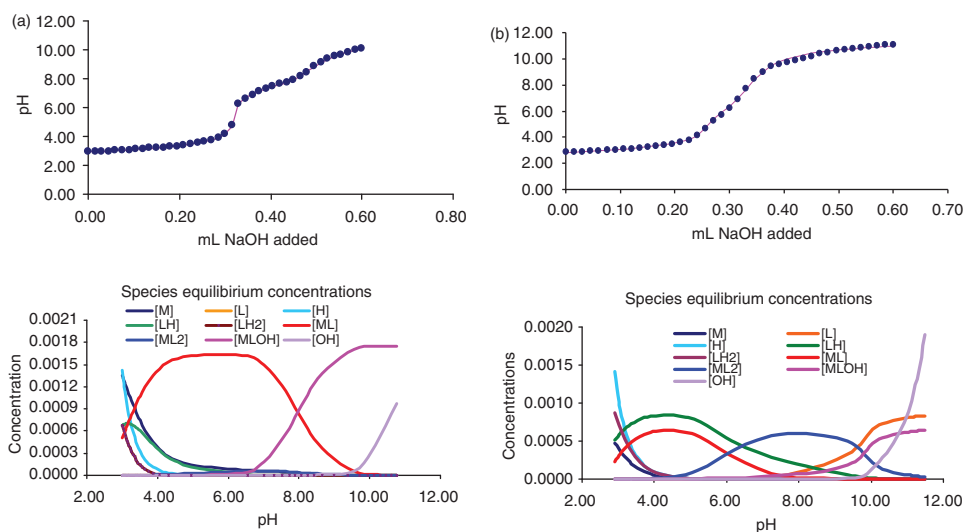 (a)
12.00
10.00
8.00
6.00
4.00
2.00
0.00
pH
0.00 0.20 0.40 0.60 0.80
mL NaOH added
(b)
12.00
10.00
8.00
6.00
4.00
2.00
0.00
pH
0.00 0.10 0.20 0.30 0.40 0.50 0.60 0.70
mL NaOH added
Species equilibirium concentrations
[M] [L] [H]
[LH] [LH2] [ML]
[ML2] [MLOH] [OH]
0.0021
0.0018
0.0015
0.0012
0.0009
0.0006
0.0003
0.0000
Concentration
2.00 4.00 6.00 8.00 10.00 12.00
pH
Species equilibrium concentrations
[M] [L]
[H] [LH]
[LH2] [ML]
[ML2] [MLOH]
[OH]
0.0020
0.0015
0.0010
0.0005
0.0000
Concentrations
2.00 4.00 6.00 8.00 10.00 12.00
pH